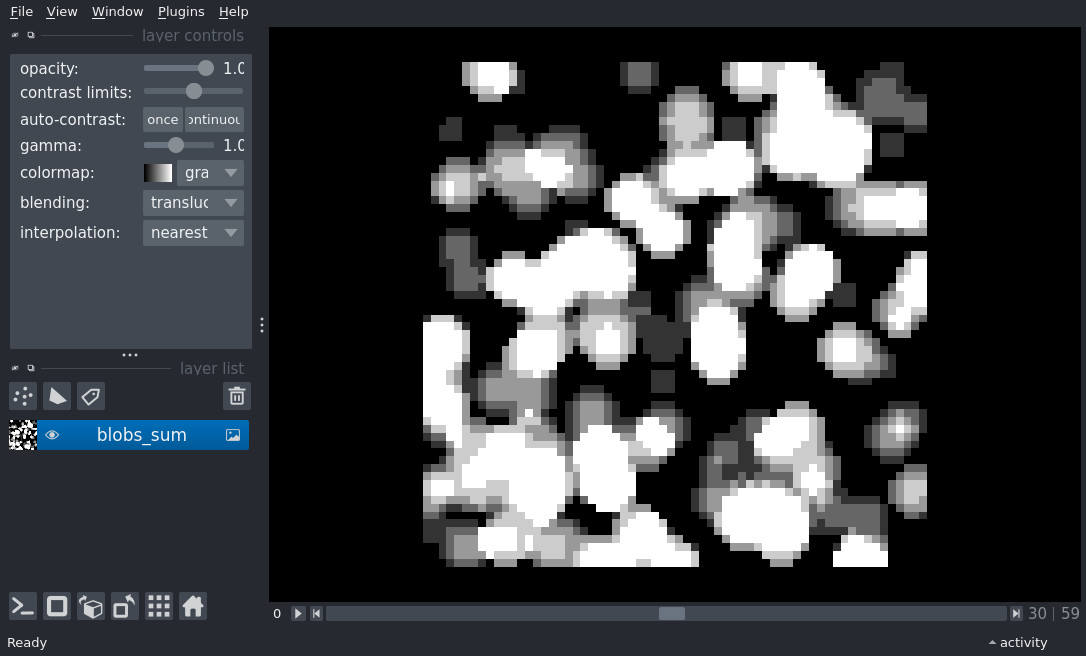 File View Window Plugins Help
layer controls
opacity: 1.0
contrast limits:
auto-contrast: once ontinuou
gamma: 1.0
colormap: gra
blending: transluc
interpolation: nearest
layer list
blobs_sum
0 30 | 59
Ready activity